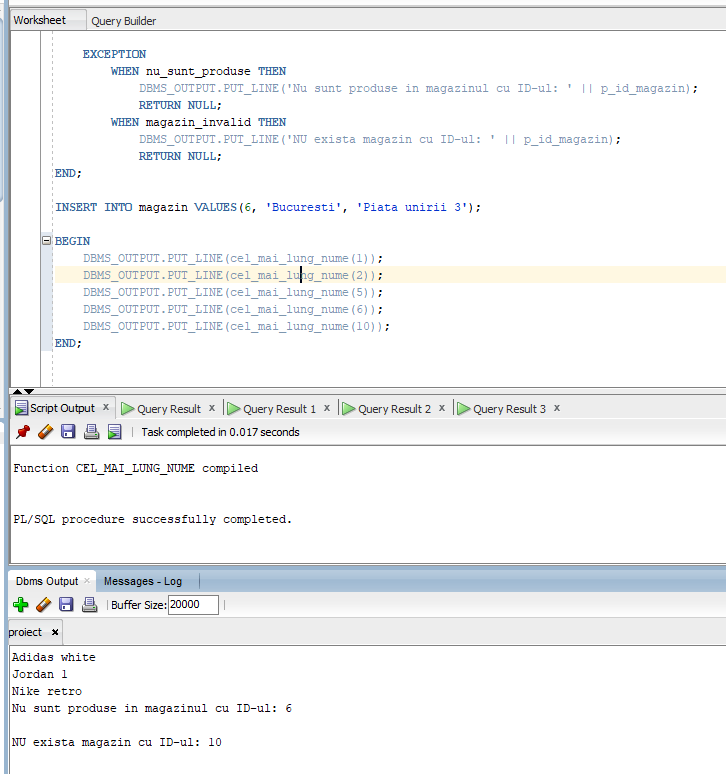 Worksheet Query Builder
EXCEPTION
WHEN nu_sunt_produse THEN
DBMS_OUTPUT.PUT_LINE('Nu sunt produse in magazinul cu ID-ul: ' || p_id_magazin);
RETURN NULL;
WHEN magazin_invalid THEN
DBMS_OUTPUT.PUT_LINE('NU exista magazin cu ID-ul: ' || p_id_magazin);
RETURN NULL;
END;
INSERT INTO magazin VALUES(6, 'Bucuresti', 'Piata unirii 3');
BEGIN
DBMS_OUTPUT.PUT_LINE(cel_mai_lung_nume(1));
DBMS_OUTPUT.PUT_LINE(cel_mai_lung_nume(2));
DBMS_OUTPUT.PUT_LINE(cel_mai_lung_nume(5));
DBMS_OUTPUT.PUT_LINE(cel_mai_lung_nume(6));
DBMS_OUTPUT.PUT_LINE(cel_mai_lung_nume(10));
END;
Script Output x Query Result x Query Result 1 x Query Result 2 x Query Result 3 x
Task completed in 0.017 seconds
Function CEL_MAI_LUNG_NUME compiled
PL/SQL procedure successfully completed.
Dbms Output x Messages - Log
Buffer Size: 20000
proiect x
Adidas white
Jordan 1
Nike retro
Nu sunt produse in magazinul cu ID-ul: 6
NU exista magazin cu ID-ul: 10